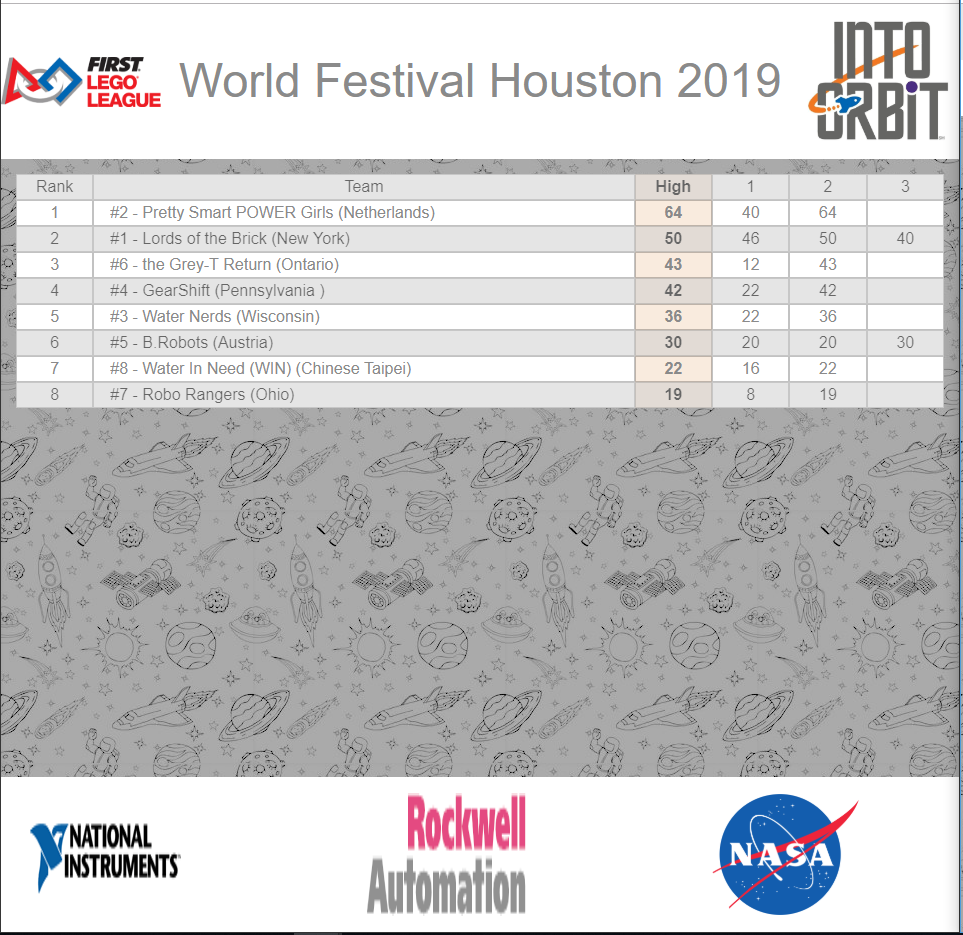 FIRST
LEGO
LEAGUE
World Festival Houston 2019
INTO
ORBIT
Rank Team High 1 2 3
1 #2 - Pretty Smart POWER Girls (Netherlands) 64 40 64
2 #1 - Lords of the Brick (New York) 50 46 50 40
3 #6 - the Grey-T Return (Ontario) 43 12 43
4 #4 - GearShift (Pennsylvania ) 42 22 42
5 #3 - Water Nerds (Wisconsin) 36 22 36
6 #5 - B.Robots (Austria) 30 20 20 30
7 #8 - Water In Need (WIN) (Chinese Taipei) 22 16 22
8 #7 - Robo Rangers (Ohio) 19 8 19
NATIONAL
INSTRUMENTS
Rockwell
Automation
NASA